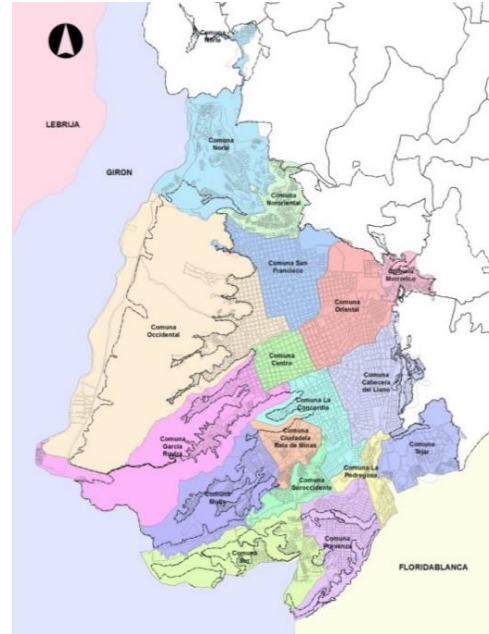 Comuna
Norte
LEBRIJA
Comuna
Norte
GIRON
Comuna
Nororiental
Comuna San
Francisco
Comuna
Morrorico
Comuna
Oriental
Comuna
Occidental
Comuna
Centro
Comuna
Cabecera
del Llano
Comuna La
Concordia
Comuna
García
Rovira
Comuna
Ciudadela
Real de Minas
Comuna
Tejar
Comuna La
Pedregosa
Comuna
Suroccidente
Comuna
Mutis
Comuna
Provenza
Comuna
Sur
FLORIDABLANCA